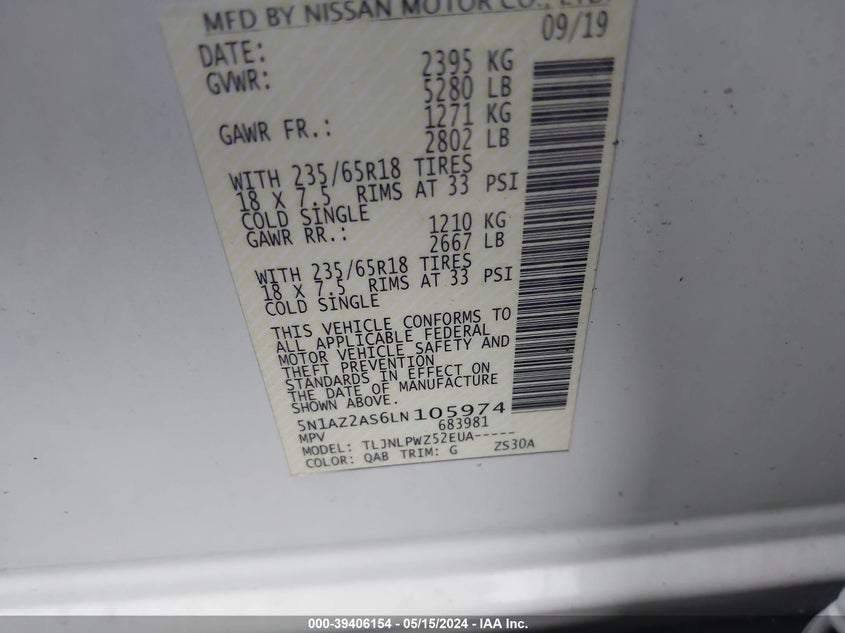 MFD BY NISSAN MOTOR CO., LTD.
DATE: 09/19
GVWR: 2395 KG
5280 LB
GAWR FR.: 1271 KG
2802 LB
WITH 235/65R18 TIRES
18 X 7.5 RIMS AT 33 PSI
COLD SINGLE
GAWR RR.: 1210 KG
2667 LB
WITH 235/65R18 TIRES
18 X 7.5 RIMS AT 33 PSI
COLD SINGLE
THIS VEHICLE CONFORMS TO
ALL APPLICABLE FEDERAL
MOTOR VEHICLE SAFETY AND
THEFT PREVENTION
STANDARDS IN EFFECT ON
THE DATE OF MANUFACTURE
SHOWN ABOVE.
5N1AZ2AS6LN105974
MPV 683981
MODEL: TLJNLPWZ52EUA-----
COLOR: QAB TRIM: G ZS30A
000-39406154 - 05/15/2024 - IAA Inc.